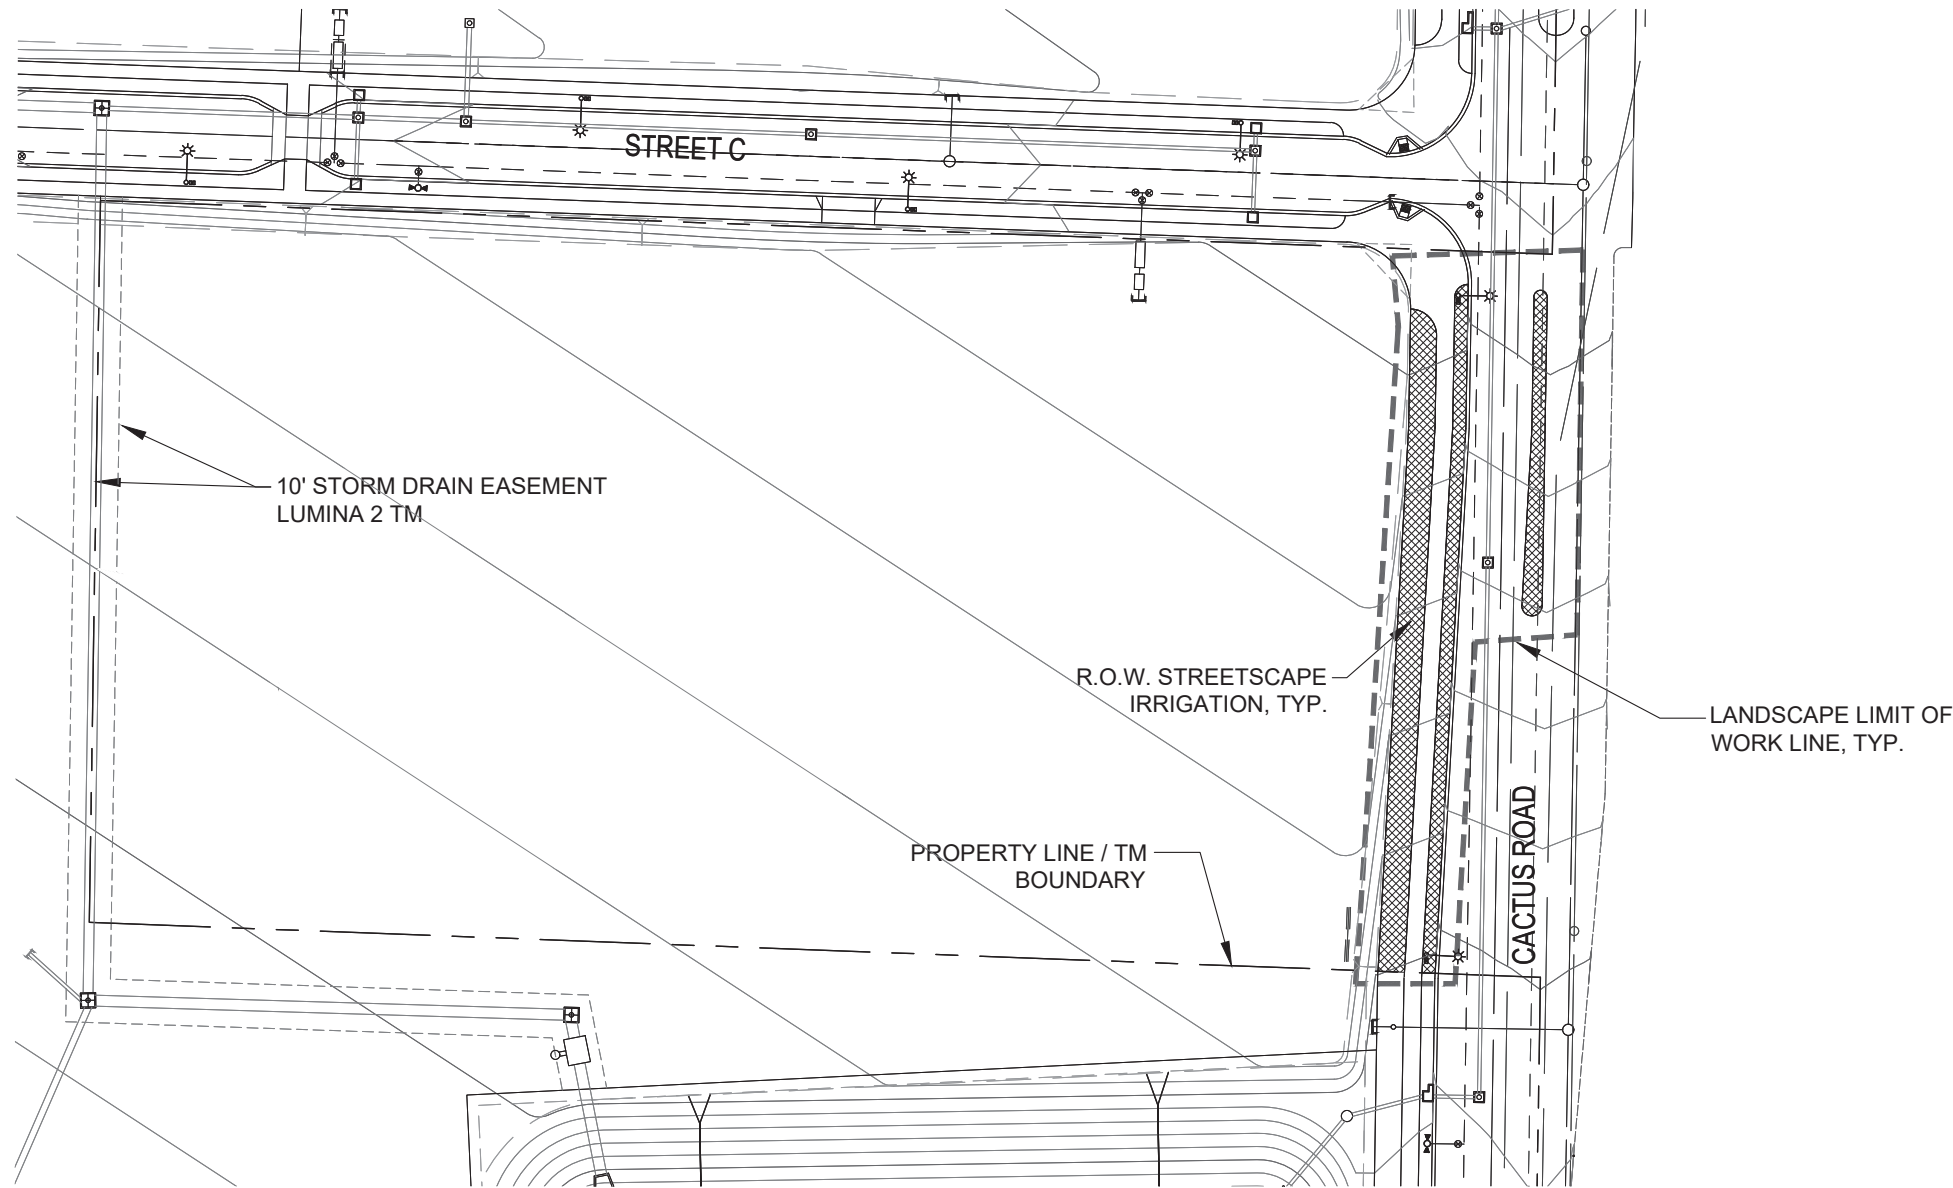 STREET C
10' STORM DRAIN EASEMENT
LUMINA 2 TM
R.O.W. STREETSCAPE
IRRIGATION, TYP.
LANDSCAPE LIMIT OF
WORK LINE, TYP.
PROPERTY LINE / TM
BOUNDARY
CACTUS ROAD